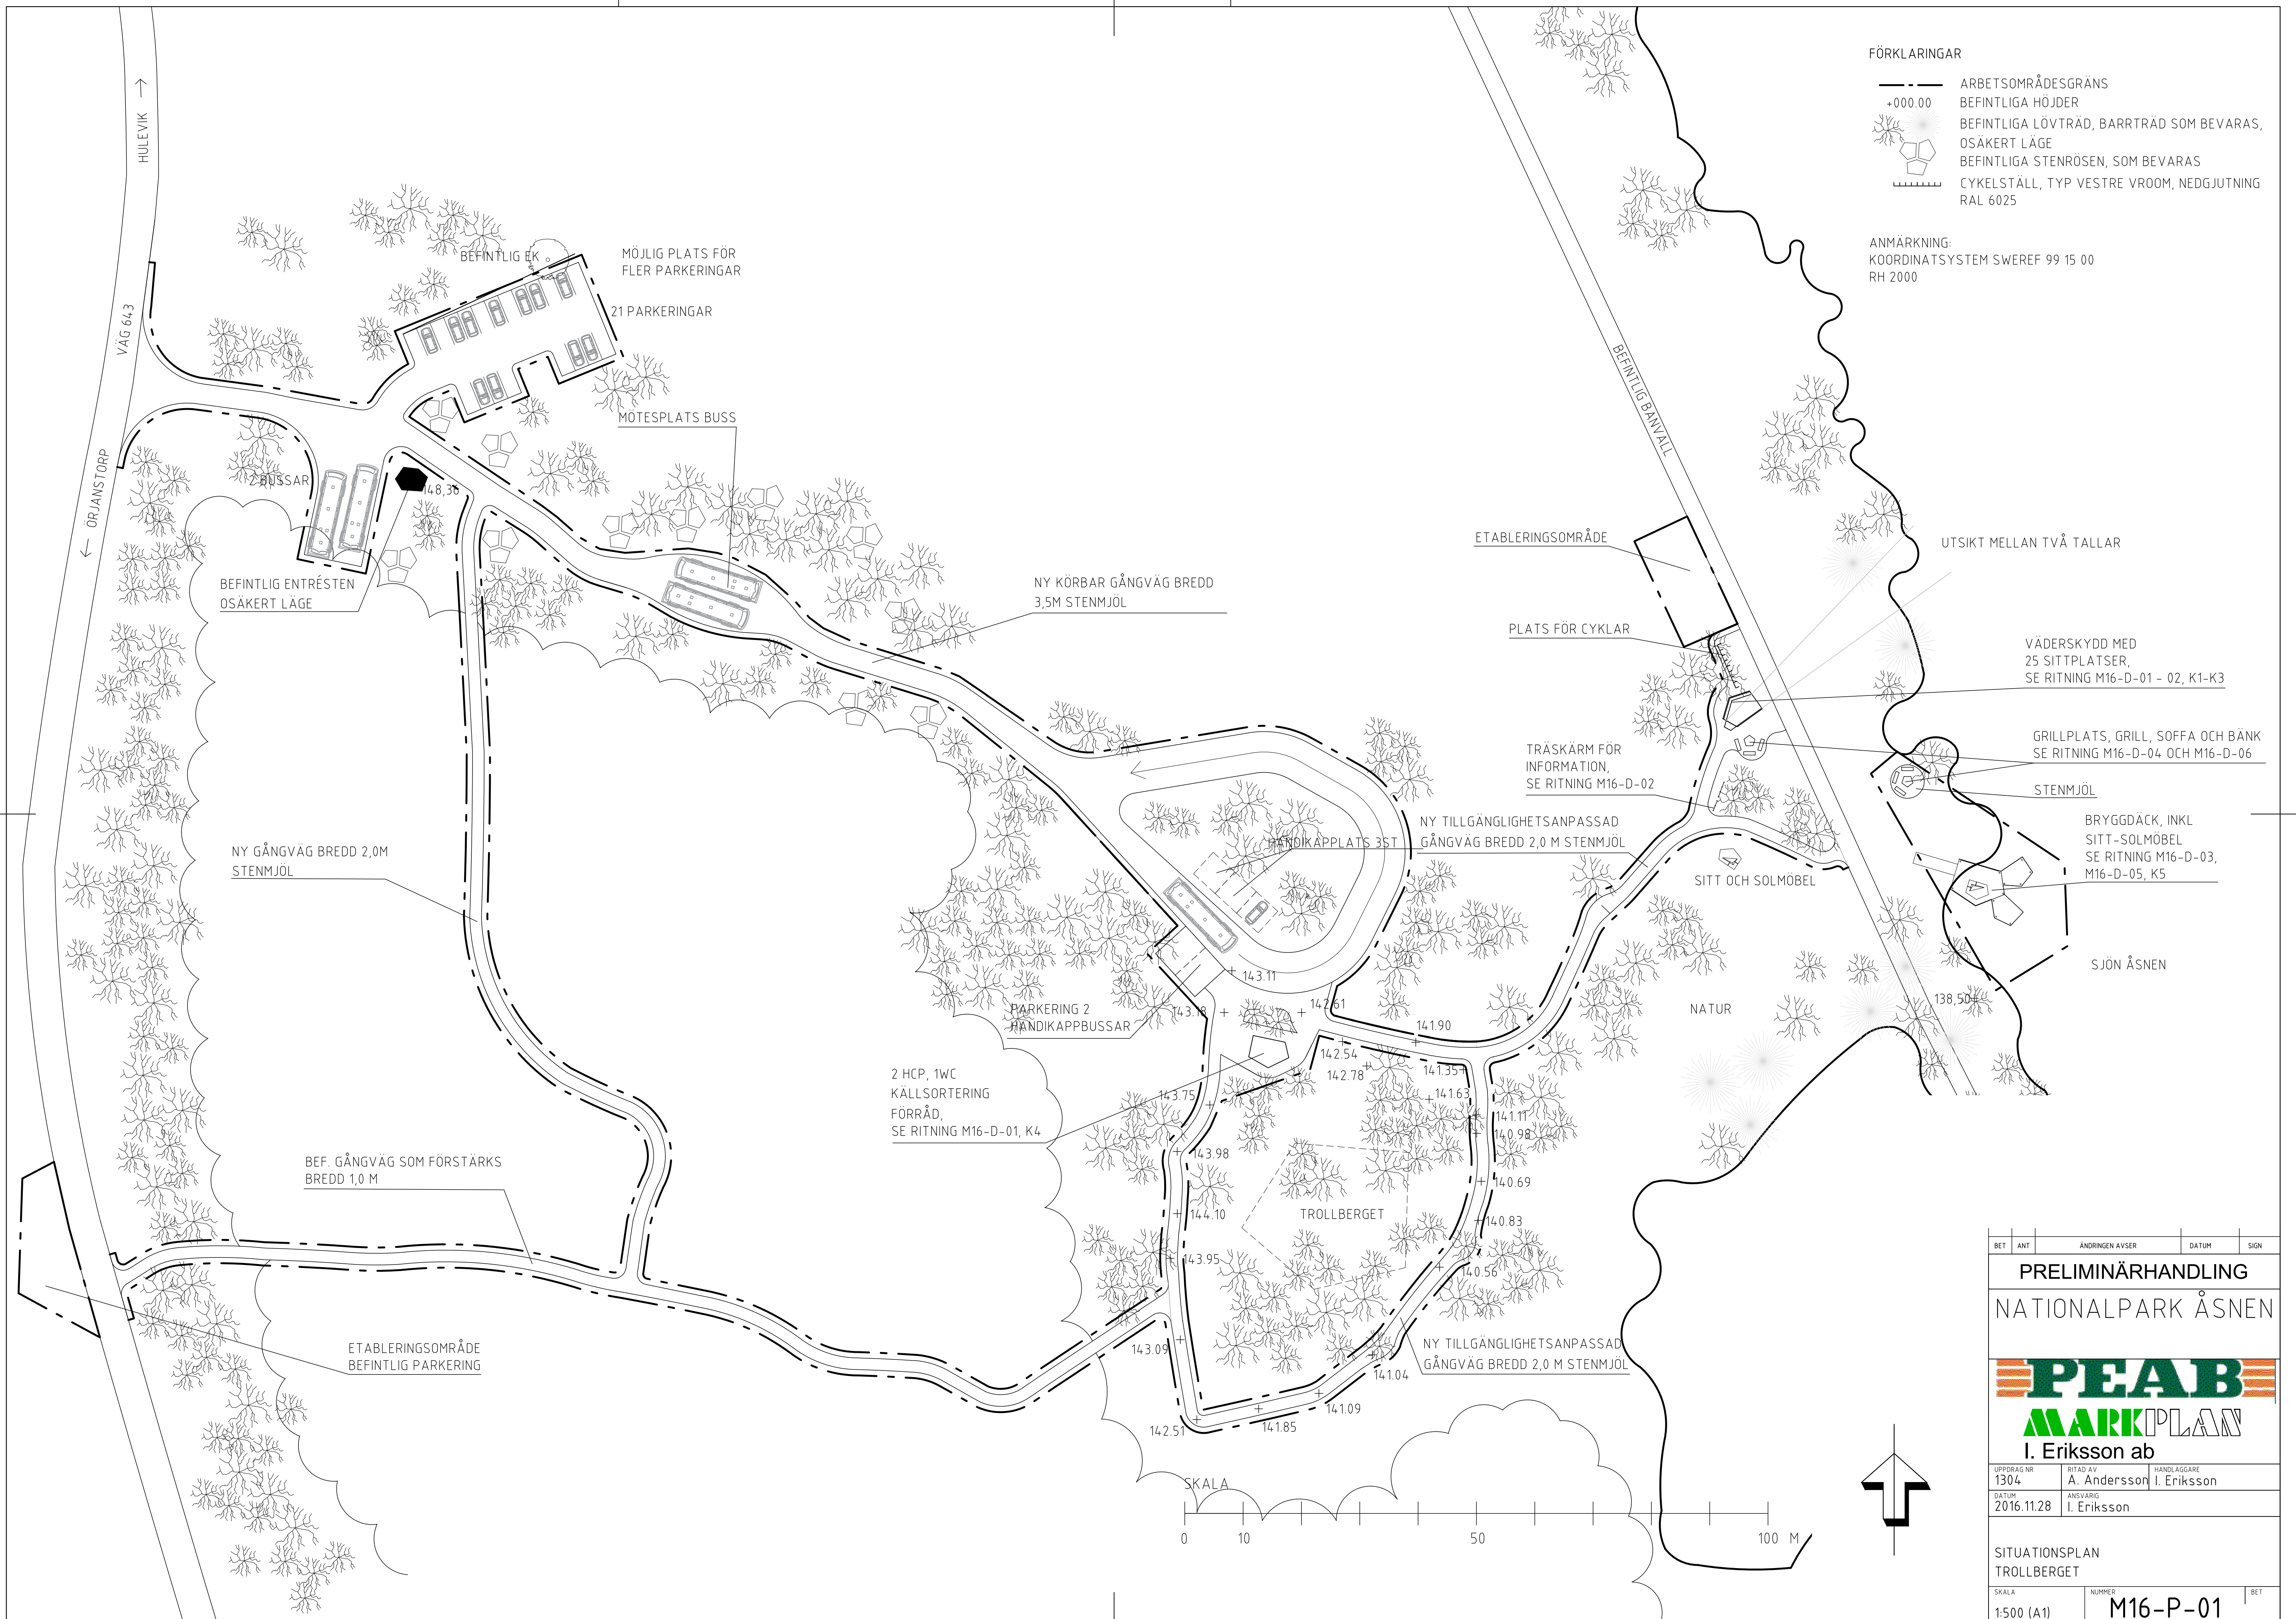 FÖRKLARINGAR
ARBETSOMRÅDESGRÄNS
+000.00 BEFINTLIGA HÖJDER
BEFINTLIGA LÖVTRÄD, BARRTRÄD SOM BEVARAS,
OSÄKERT LÄGE
BEFINTLIGA STENRÖSEN, SOM BEVARAS
CYKELSTÄLL, TYP VESTRE VROOM, NEDGJUTNING
RAL 6025
ANMÄRKNING:
KOORDINATSYSTEM SWEREF 99 15 00
RH 2000
HULEVIK →
VÄG 643
← ÖRJANSTORP
BEFINTLIG EK
MÖJLIG PLATS FÖR
FLER PARKERINGAR
21 PARKERINGAR
MÖTESPLATS BUSS
2 BUSSAR
148,36
BEFINTLIG ENTRÉSTEN
OSÄKERT LÄGE
NY KÖRBAR GÅNGVÄG BREDD
3,5M STENMJÖL
BEFINTLIG BANVALL
ETABLERINGSOMRÅDE
UTSIKT MELLAN TVÅ TALLAR
PLATS FÖR CYKLAR
VÄDERSKYDD MED
25 SITTPLATSER,
SE RITNING M16-D-01 - 02, K1-K3
GRILLPLATS, GRILL, SOFFA OCH BÄNK
SE RITNING M16-D-04 OCH M16-D-06
STENMJÖL
TRÄSKÄRM FÖR
INFORMATION,
SE RITNING M16-D-02
BRYGGDÄCK, INKL
SITT-SOLMÖBEL
SE RITNING M16-D-03,
M16-D-05, K5
NY TILLGÄNGLIGHETSANPASSAD
GÅNGVÄG BREDD 2,0 M STENMJÖL
HANDIKAPPLATS 3ST
SITT OCH SOLMÖBEL
NY GÅNGVÄG BREDD 2,0M
STENMJÖL
SJÖN ÅSNEN
138,50+
NATUR
143.11
142.61
143.18
141.90
PARKERING 2
HANDIKAPPBUSSAR
142.54
142.78
141.35
141.63
141.11
140.98
2 HCP, 1WC
KÄLLSORTERING
FÖRRÅD,
SE RITNING M16-D-01, K4
143.75
143.98
140.69
TROLLBERGET
144.10
140.83
143.95
140.56
BEF. GÅNGVÄG SOM FÖRSTÄRKS
BREDD 1,0 M
ETABLERINGSOMRÅDE
BEFINTLIG PARKERING
143.09
NY TILLGÄNGLIGHETSANPASSAD
GÅNGVÄG BREDD 2,0 M STENMJÖL
141.04
141.09
141.85
142.51
SKALA
0 10 50 100 M
BET ANT ÄNDRINGEN AVSER DATUM SIGN
PRELIMINÄRHANDLING
NATIONALPARK ÅSNEN
PEAB
MARKPLAN
I. Eriksson ab
UPPDRAG NR RITAD AV HANDLÄGGARE
1304 A. Andersson I. Eriksson
DATUM ANSVARIG
2016.11.28 I. Eriksson
SITUATIONSPLAN
TROLLBERGET
SKALA NUMMER BET
1:500 (A1) M16-P-01